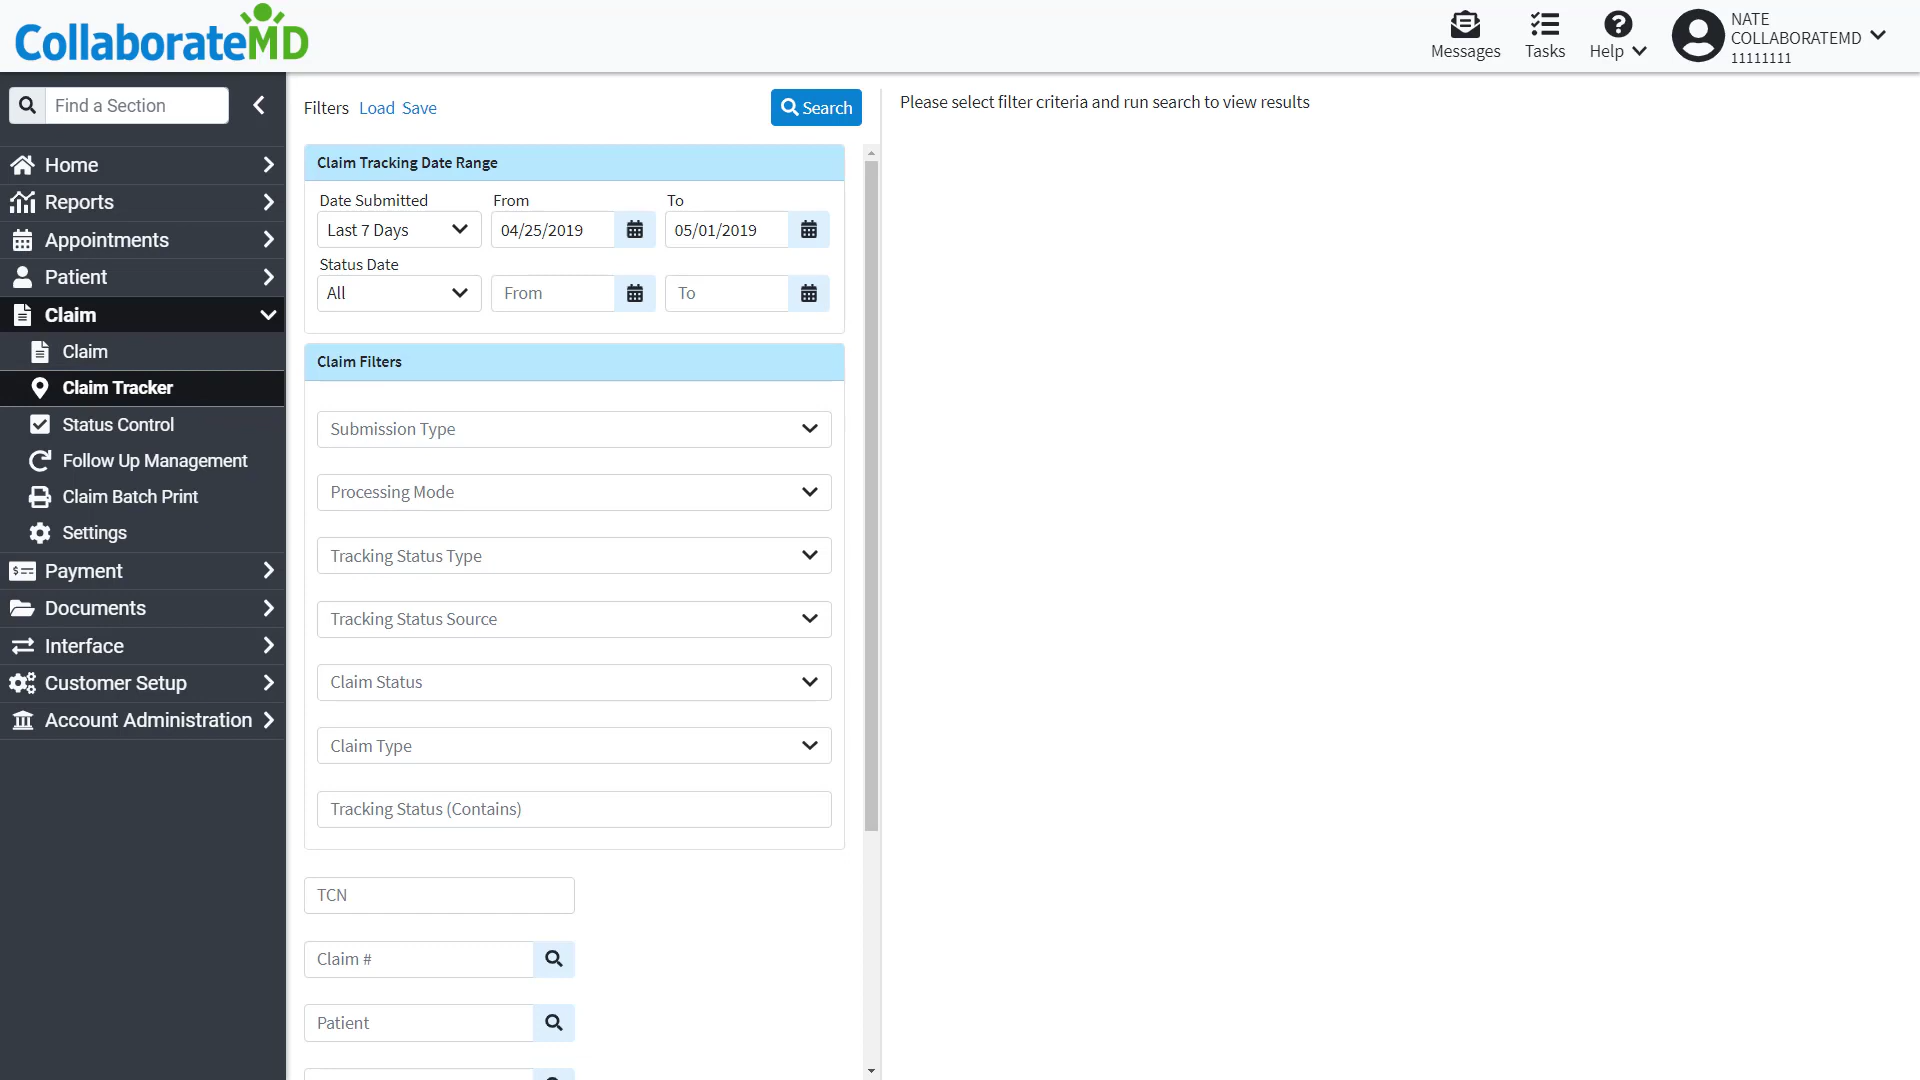 CollaborateMD
Messages
Tasks
Help
NATE
COLLABORATEMD
11111111
Find a Section
Home
Reports
Appointments
Patient
Claim
Claim
Claim Tracker
Status Control
Follow Up Management
Claim Batch Print
Settings
Payment
Documents
Interface
Customer Setup
Account Administration
Filters Load Save
Search
Claim Tracking Date Range
Date Submitted From To
Last 7 Days 04/25/2019 05/01/2019
Status Date
All From To
Claim Filters
Submission Type
Processing Mode
Tracking Status Type
Tracking Status Source
Claim Status
Claim Type
Tracking Status (Contains)
TCN
Claim #
Patient
Please select filter criteria and run search to view results